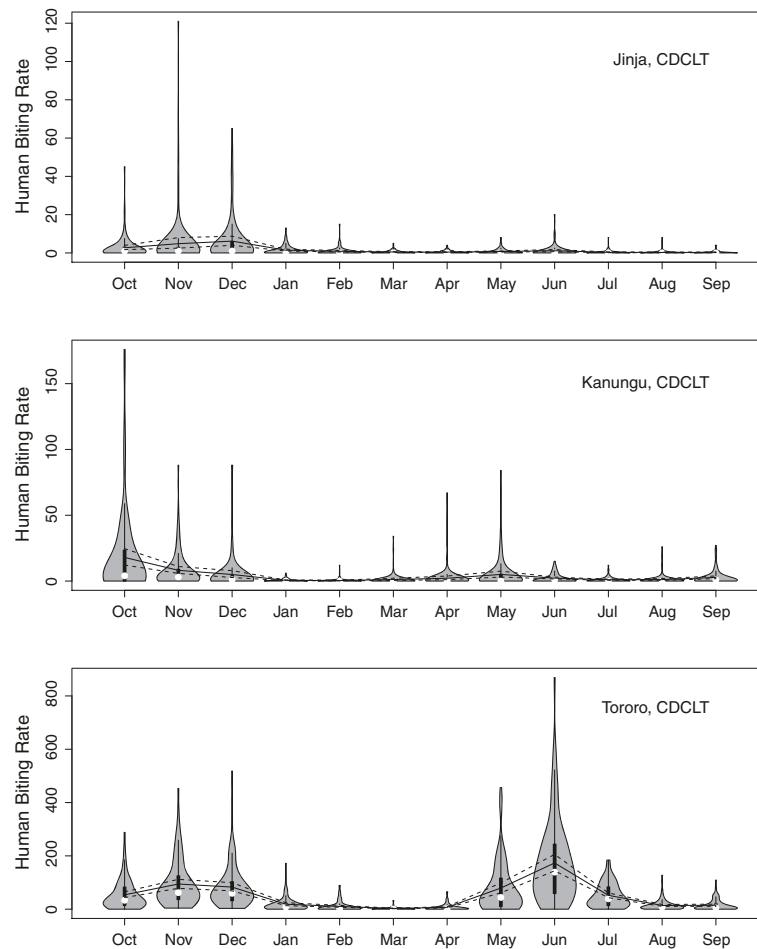 Human Biting Rate
120
100
80
60
40
20
0
Jinja, CDCLT
Oct Nov Dec Jan Feb Mar Apr May Jun Jul Aug Sep
Human Biting Rate
150
100
50
0
Kanungu, CDCLT
Oct Nov Dec Jan Feb Mar Apr May Jun Jul Aug Sep
Human Biting Rate
800
600
400
200
0
Tororo, CDCLT
Oct Nov Dec Jan Feb Mar Apr May Jun Jul Aug Sep